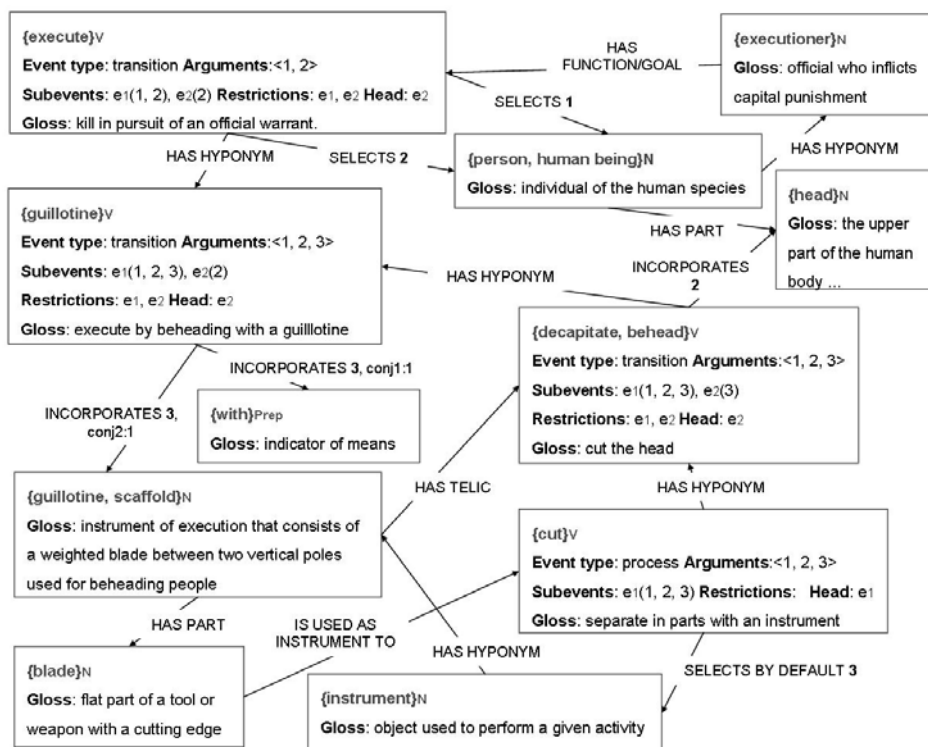 {execute}V
Event type: transition Arguments:<1, 2>
Subevents: e1(1, 2), e2(2) Restrictions: e1, e2 Head: e2
Gloss: kill in pursuit of an official warrant.
HAS
FUNCTION/GOAL
{executioner}N
Gloss: official who inflicts
capital punishment
SELECTS 1
HAS HYPONYM
SELECTS 2
{person, human being}N
Gloss: individual of the human species
HAS HYPONYM
{guillotine}V
Event type: transition Arguments:<1, 2, 3>
Subevents: e1(1, 2, 3), e2(2)
Restrictions: e1, e2 Head: e2
Gloss: execute by beheading with a guilllotine
HAS PART
{head}N
Gloss: the upper
part of the human
body ...
HAS HYPONYM
INCORPORATES
2
{decapitate, behead}V
Event type: transition Arguments:<1, 2, 3>
Subevents: e1(1, 2, 3), e2(3)
Restrictions: e1, e2 Head: e2
Gloss: cut the head
INCORPORATES 3, conj1:1
INCORPORATES 3,
conj2:1
{with}Prep
Gloss: indicator of means
{guillotine, scaffold}N
Gloss: instrument of execution that consists of
a weighted blade between two vertical poles
used for beheading people
HAS TELIC
HAS HYPONYM
{cut}V
Event type: process Arguments:<1, 2, 3>
Subevents: e1(1, 2, 3) Restrictions: Head: e1
Gloss: separate in parts with an instrument
HAS PART
IS USED AS
INSTRUMENT TO
HAS HYPONYM
SELECTS BY DEFAULT 3
{blade}N
Gloss: flat part of a tool or
weapon with a cutting edge
{instrument}N
Gloss: object used to perform a given activity